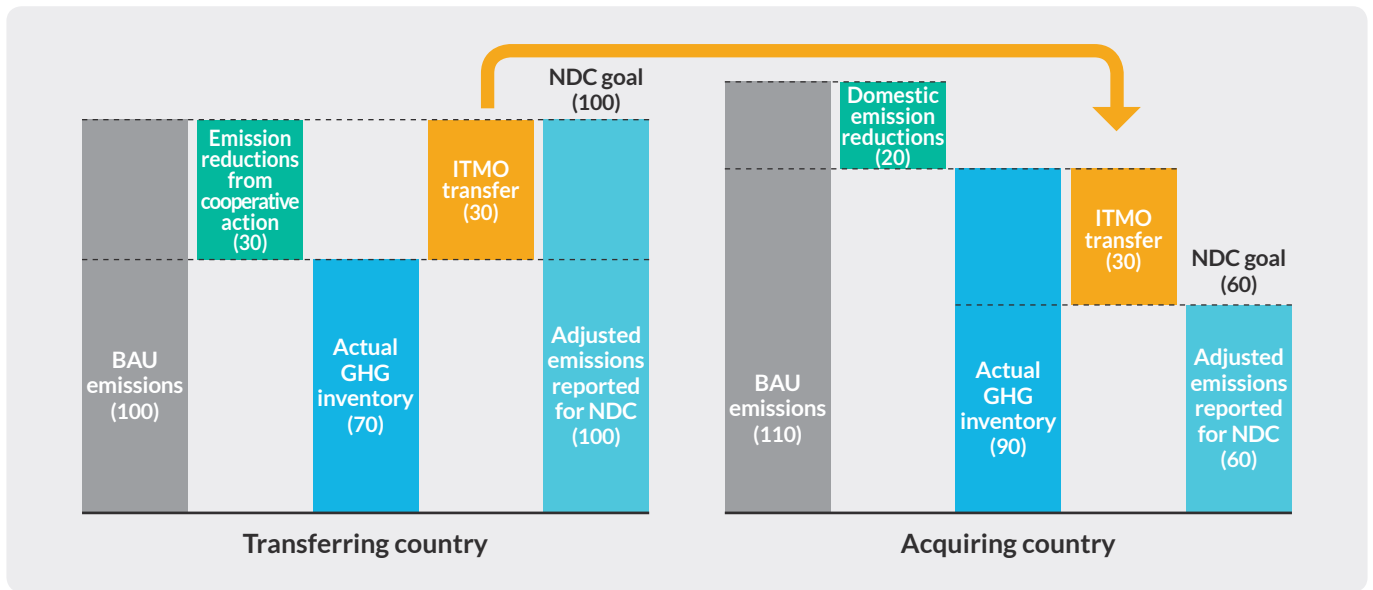 NDC goal
(100)
Emission
reductions
from
cooperative
action
(30)
ITMO
transfer
(30)
BAU
emissions
(100)
Actual
GHG
inventory
(70)
Adjusted
emissions
reported
for NDC
(100)
Transferring country
Domestic
emission
reductions
(20)
ITMO
transfer
(30)
NDC goal
(60)
BAU
emissions
(110)
Actual
GHG
inventory
(90)
Adjusted
emissions
reported
for NDC
(60)
Acquiring country